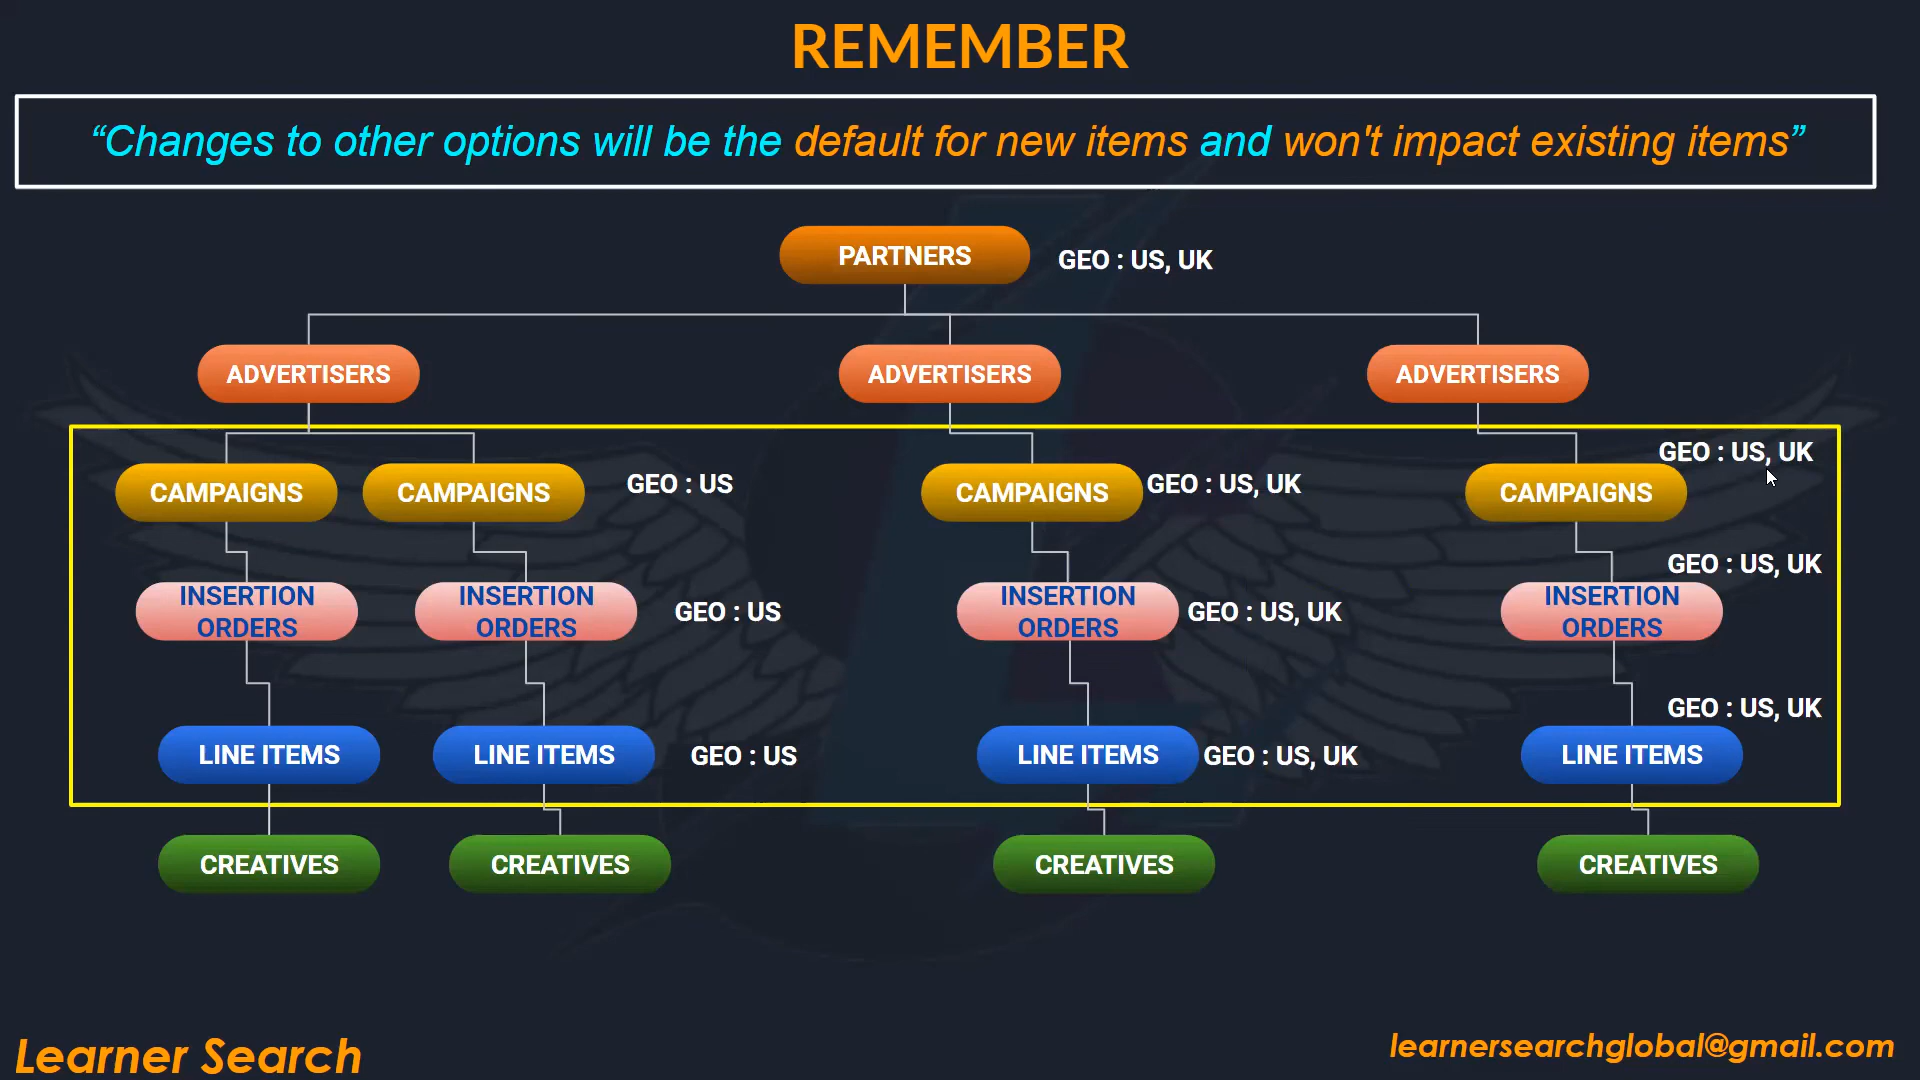 REMEMBER
“Changes to other options will be the default for new items and won't impact existing items”
PARTNERS
GEO : US, UK
ADVERTISERS
ADVERTISERS
ADVERTISERS
GEO : US, UK
CAMPAIGNS
CAMPAIGNS
GEO : US
CAMPAIGNS
GEO : US, UK
CAMPAIGNS
GEO : US, UK
INSERTION
ORDERS
INSERTION
ORDERS
GEO : US
INSERTION
ORDERS
GEO : US, UK
INSERTION
ORDERS
GEO : US, UK
LINE ITEMS
LINE ITEMS
GEO : US
LINE ITEMS
GEO : US, UK
LINE ITEMS
CREATIVES
CREATIVES
CREATIVES
CREATIVES
Learner Search
learnersearchglobal@gmail.com